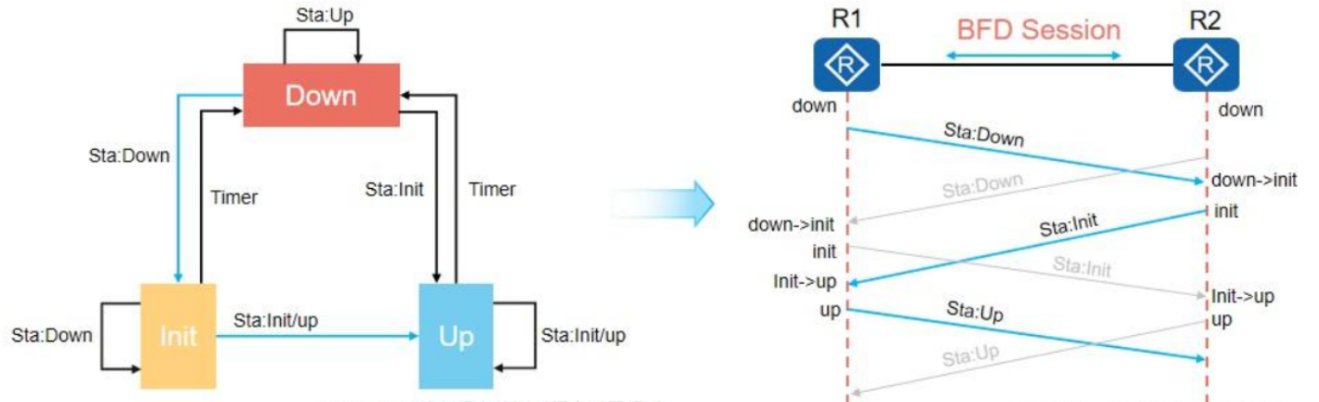 Sta:Up
Down
Sta:Down
Timer
Sta:Init
Timer
Sta:Down
Init
Sta:Init/up
Up
Sta:Init/up
R1
BFD Session
R2
R
R
down
down
Sta:Down
Sta:Down
down->init
down->init
init
Sta:Init
init
Sta:Init
Init->up
Init->up
up
Sta:Up
up
Sta:Up